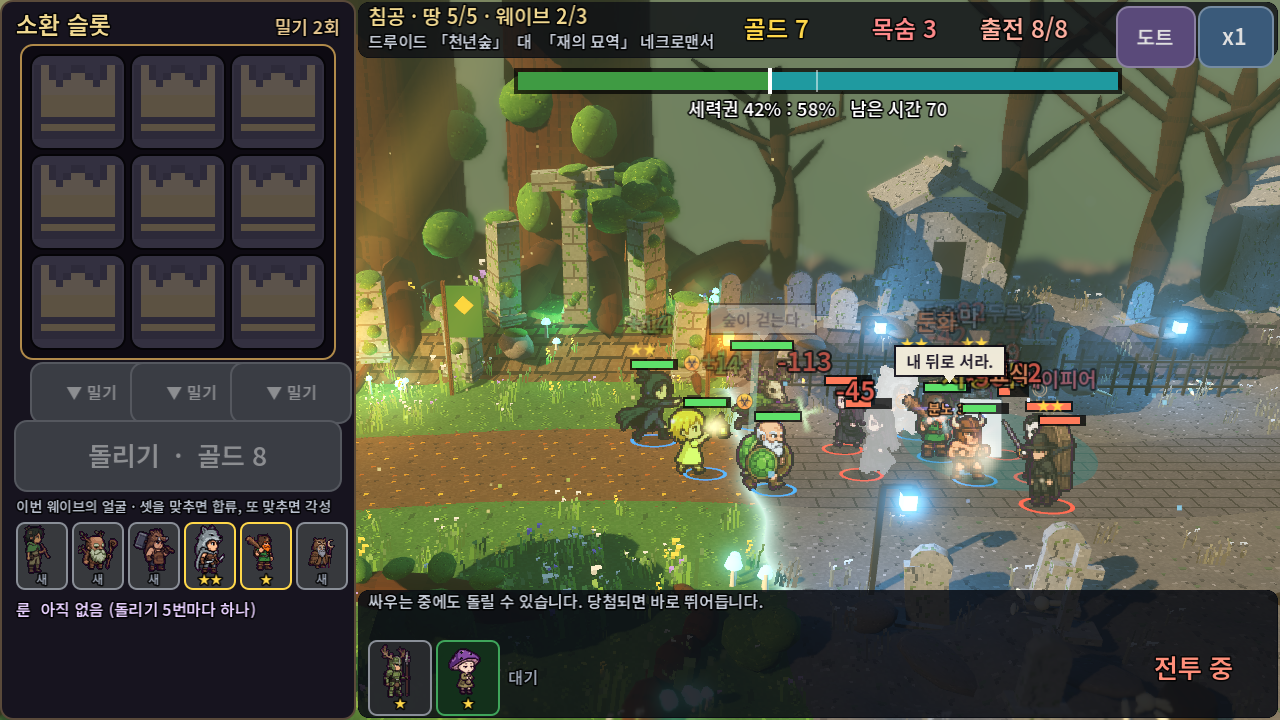 소환 슬롯
밀기 2회
▼밀기
▼밀기
▼밀기
돌리기 · 골드 8
이번 웨이브의 얼굴 · 셋을 맞추면 합류, 또 맞추면 각성
새
새
새
★★
★
새
룬 아직 없음 (돌리기 5번마다 하나)
침공 · 땅 5/5 · 웨이브 2/3
드루이드 「천년숲」 대 「재의 묘역」 네크로맨서
골드 7
목숨 3
출전 8/8
도트
x1
세력권 42% : 58% 남은 시간 70
숲이 걷는다.
둔화
-113
내 뒤로 서라.
-45
분노
싸우는 중에도 돌릴 수 있습니다. 당첨되면 바로 뛰어듭니다.
★
★
대기
전투 중